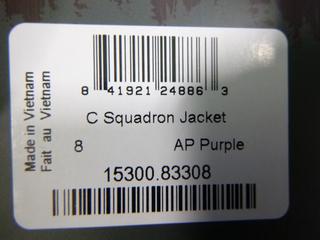 Made in Vietnam
Fait au Vietnam
8 41921 24886 3
C Squadron Jacket
8 AP Purple
15300.83308